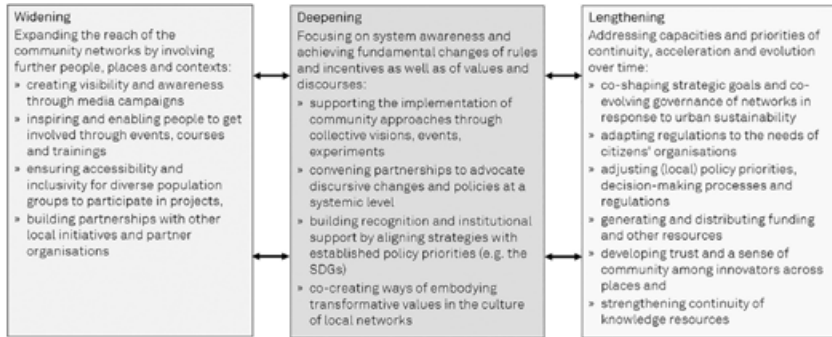 Widening
Expanding the reach of the
community networks by involving
further people, places and contexts:
» creating visibility and awareness
through media campaigns
» inspiring and enabling people to get
involved through events, courses
and trainings
» ensuring accessibility and
inclusivity for diverse population
groups to participate in projects,
» building partnerships with other
local initiatives and partner
organisations
Deepening
Focusing on system awareness and
achieving fundamental changes of rules
and incentives as well as of values and
discourses:
» supporting the implementation of
community approaches through
collective visions, events,
experiments
» convening partnerships to advocate
discursive changes and policies at a
systemic level
» building recognition and institutional
support by aligning strategies with
established policy priorities (e.g. the
SDGs)
» co-creating ways of embodying
transformative values in the culture
of local networks
Lengthening
Addressing capacities and priorities of
continuity, acceleration and evolution
over time:
» co-shaping strategic goals and co-
evolving governance of networks in
response to urban sustainability
» adapting regulations to the needs of
citizens' organisations
» adjusting (local) policy priorities,
decision-making processes and
regulations
» generating and distributing funding
and other resources
» developing trust and a sense of
community among innovators across
places and
» strengthening continuity of
knowledge resources